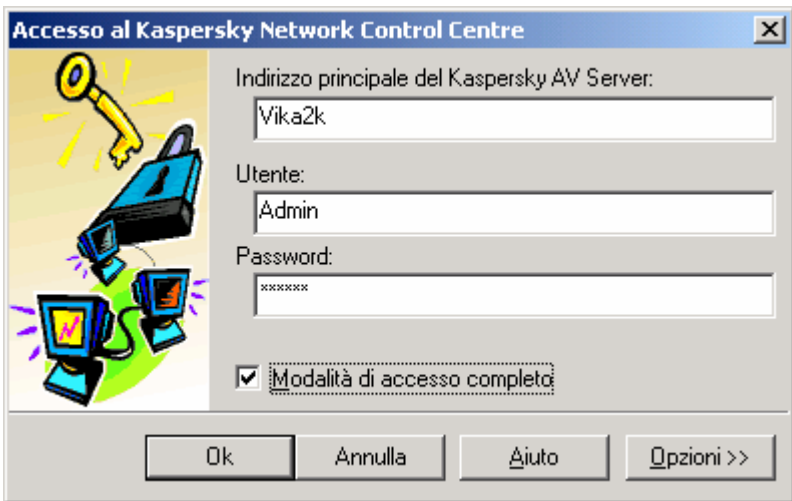 Accesso al Kaspersky Network Control Centre
Indirizzo principale del Kaspersky AV Server:
Vika2k
Utente:
Admin
Password:
××××××
Modalità di accesso completo
Ok
Annulla
Aiuto
Opzioni >>